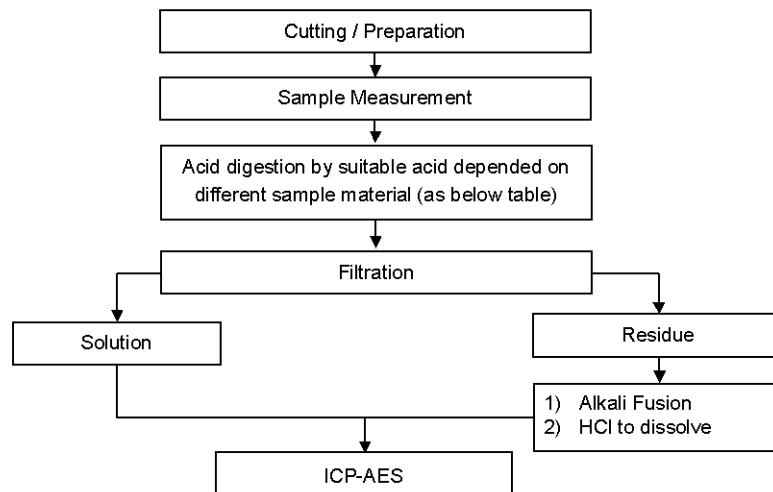 Cutting / Preparation
Sample Measurement
Acid digestion by suitable acid depended on
different sample material (as below table)
Filtration
Solution
Residue
1) Alkali Fusion
2) HCl to dissolve
ICP-AES